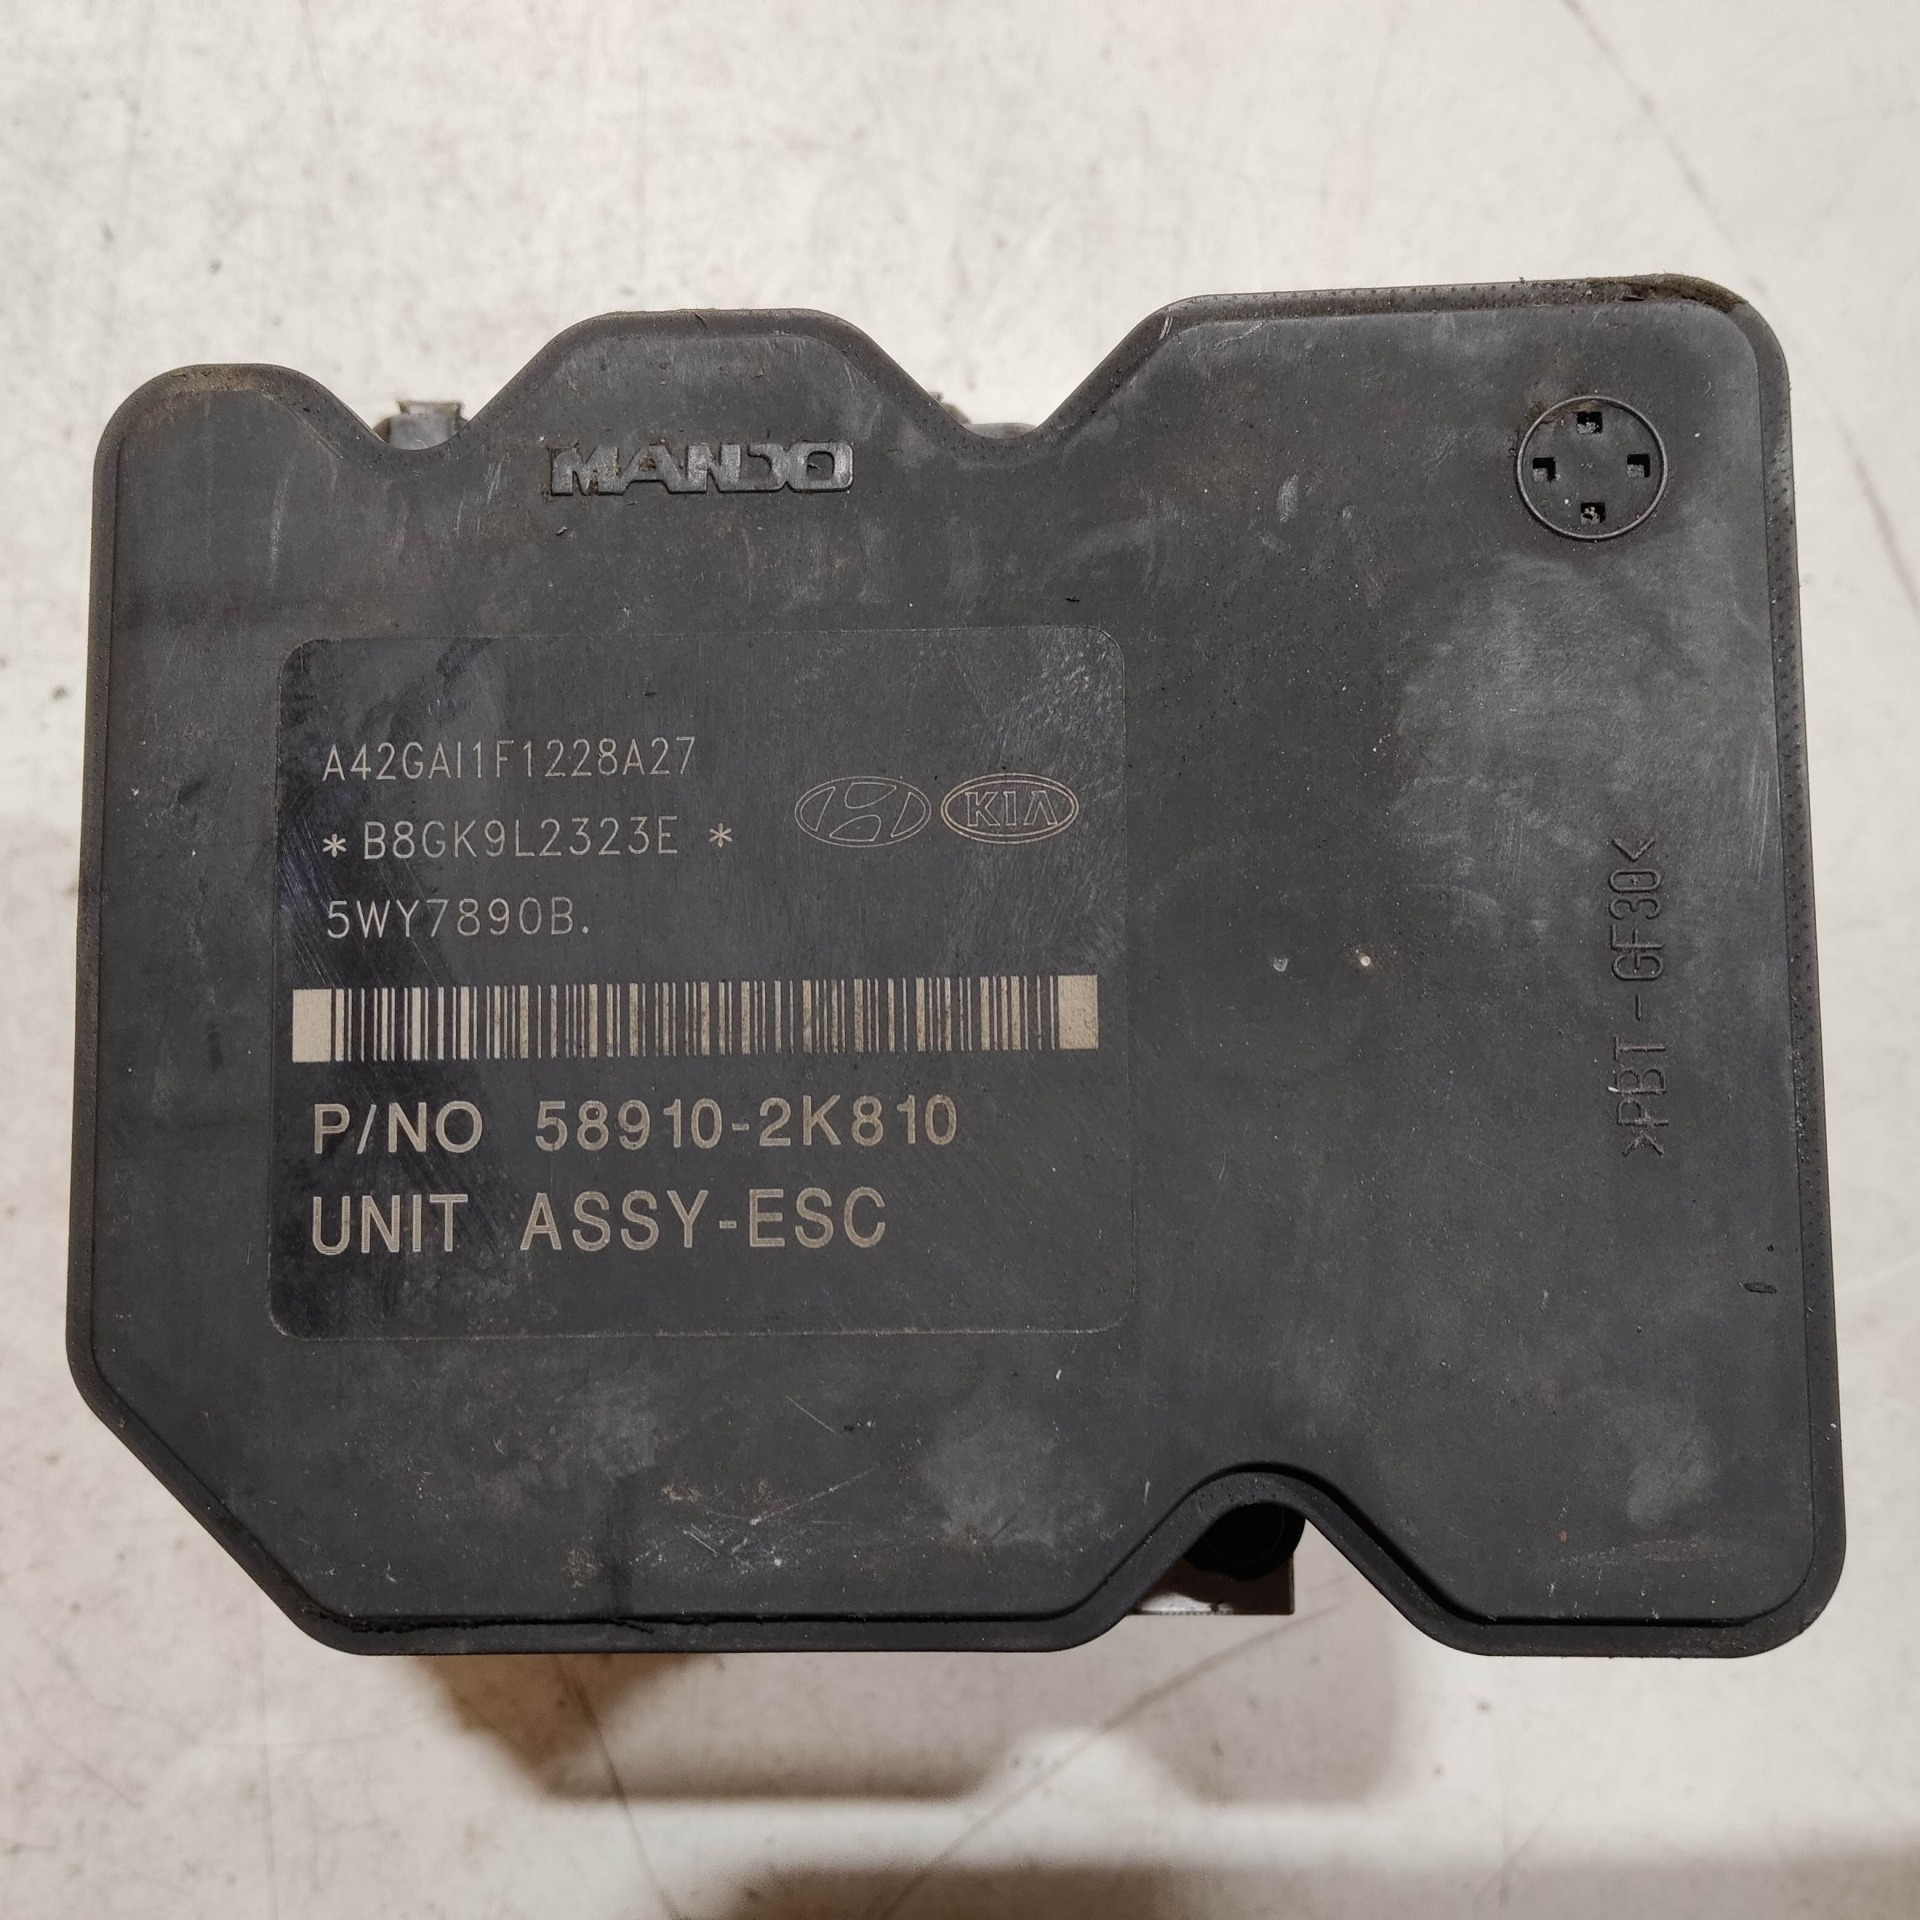 MANDO
A42GAI1F1228A27
*B8GK9L2323E *
KIA
5WY7890B.
P/NO 58910-2K810
UNIT ASSY-ESC
>PBT-GF30<